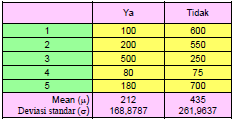 Ya Tidak
1 100 600
2 200 550
3 500 250
4 80 75
5 180 700
Mean (μ) 212 435
Deviasi standar (σ) 168,8787 261,9637